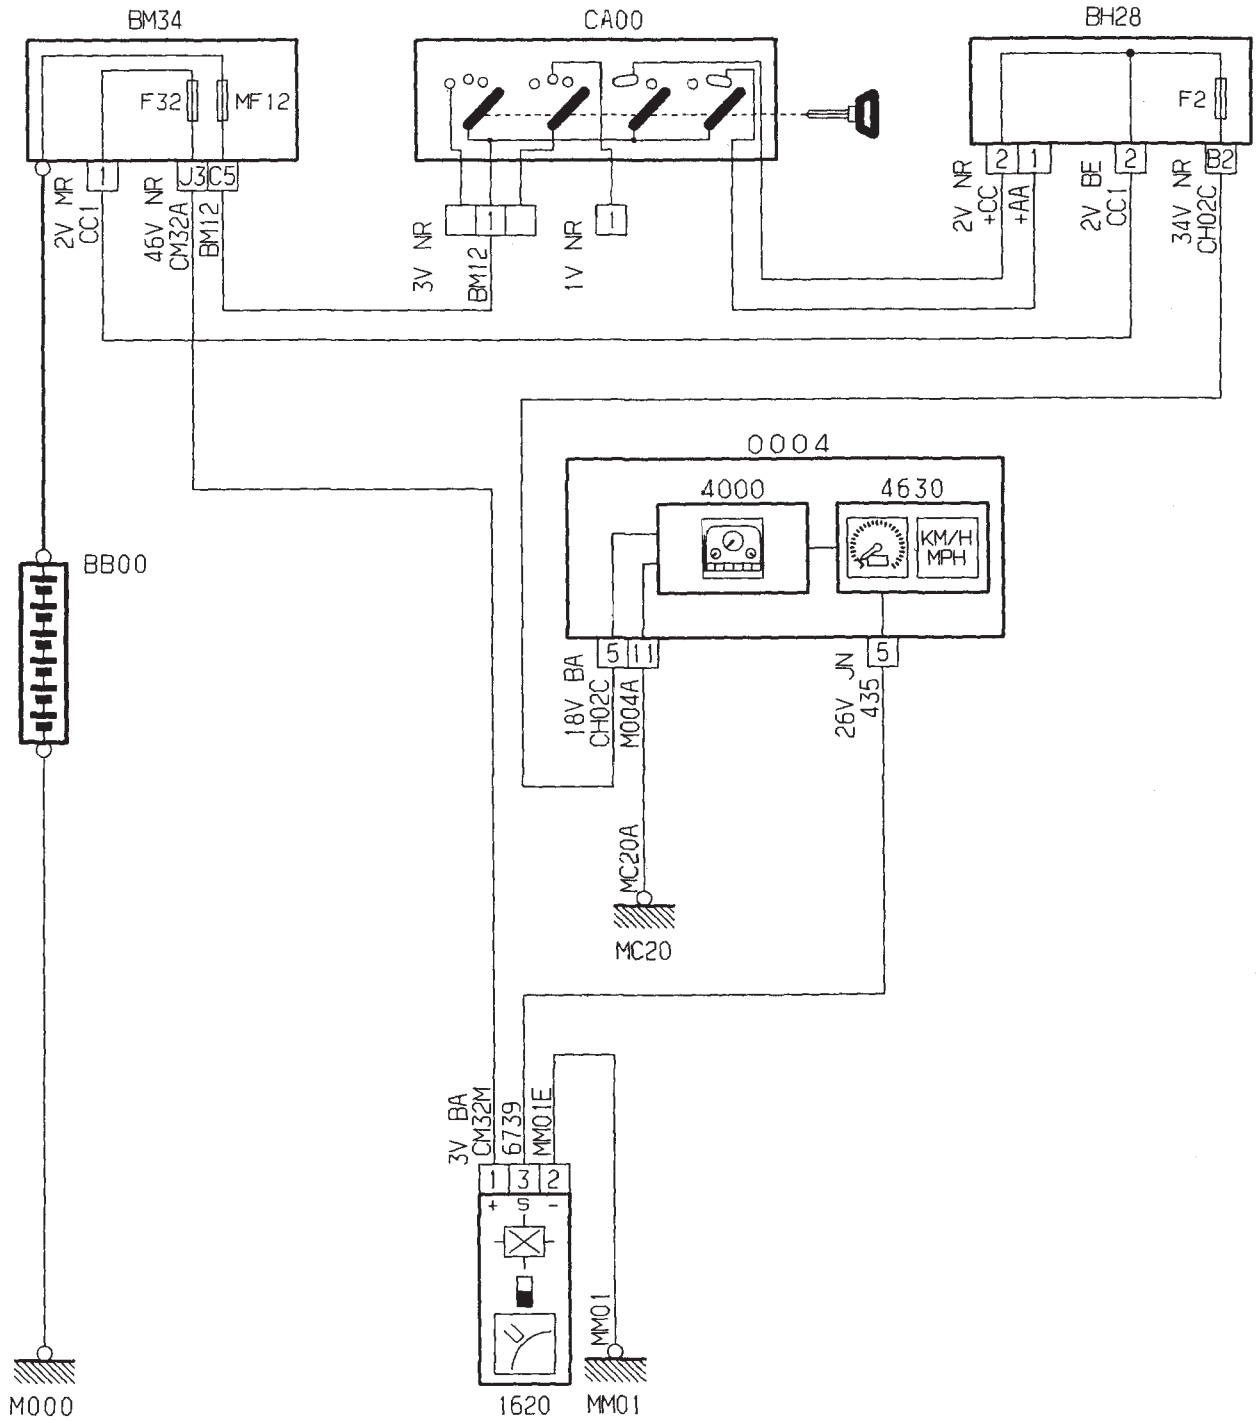 BM34
CA00
BH28
F32
MF12
F2
1
J3
C5
2V MR
CC1
46V NR
CM32A
BM12
1
3V NR
BM12
1
1V NR
2
1
2
B2
2V NR
+CC
+AA
2V BE
CC1
34V NR
CH02C
0004
4000
4630
KM/H
MPH
BB00
5
11
5
18V BA
CH02C
M004A
26V JN
435
MC20A
MC20
3V BA
CM32M
6739
MM01E
1
3
2
+
S
-
MM01
M000
1620
MM01